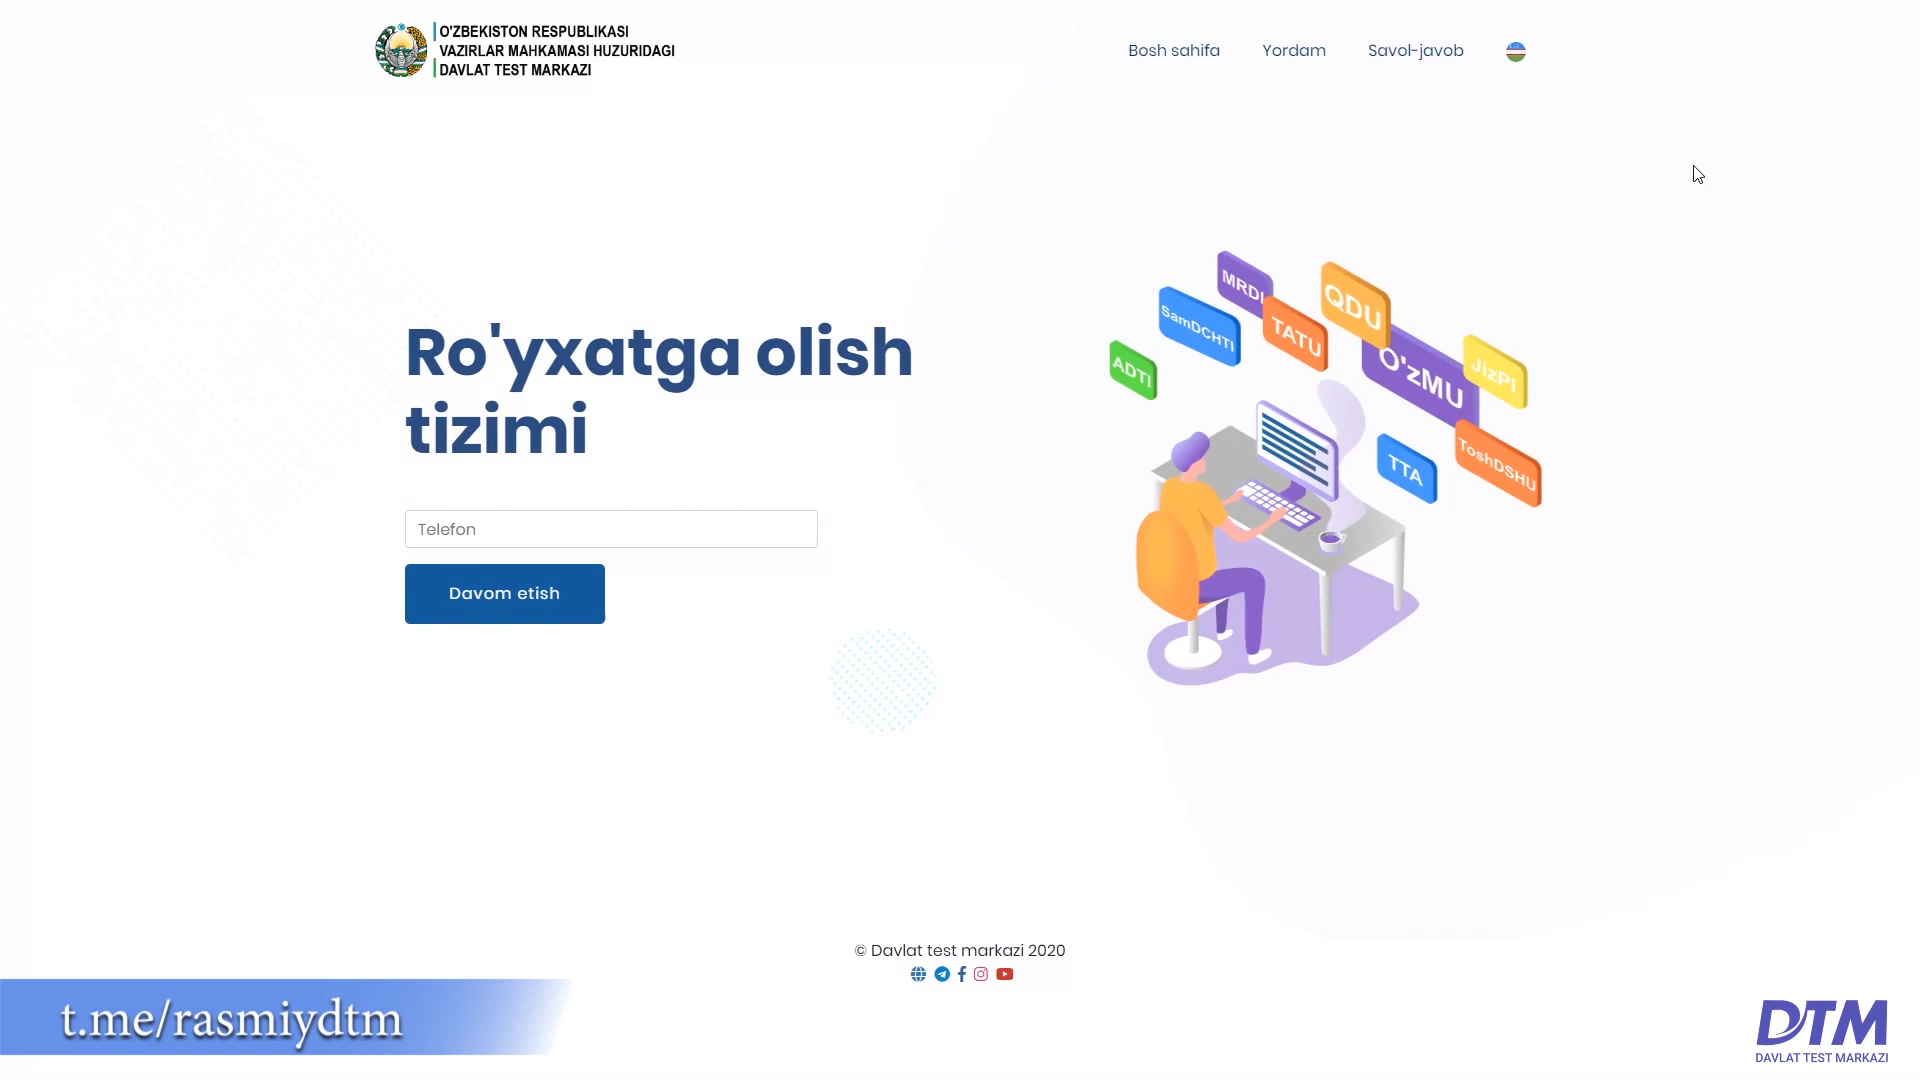 O'ZBEKISTON RESPUBLIKASI
VAZIRLAR MAHKAMASI HUZURIDAGI
DAVLAT TEST MARKAZI
Bosh sahifa
Yordam
Savol-javob
MRDI
QDU
SamDCHTI
TATU
O'zMU
JizPI
ADTI
TTA
ToshDSHU
Ro'yxatga olish
tizimi
Telefon
Davom etish
© Davlat test markazi 2020
t.me/rasmiydtm
DTM
DAVLAT TEST MARKAZI